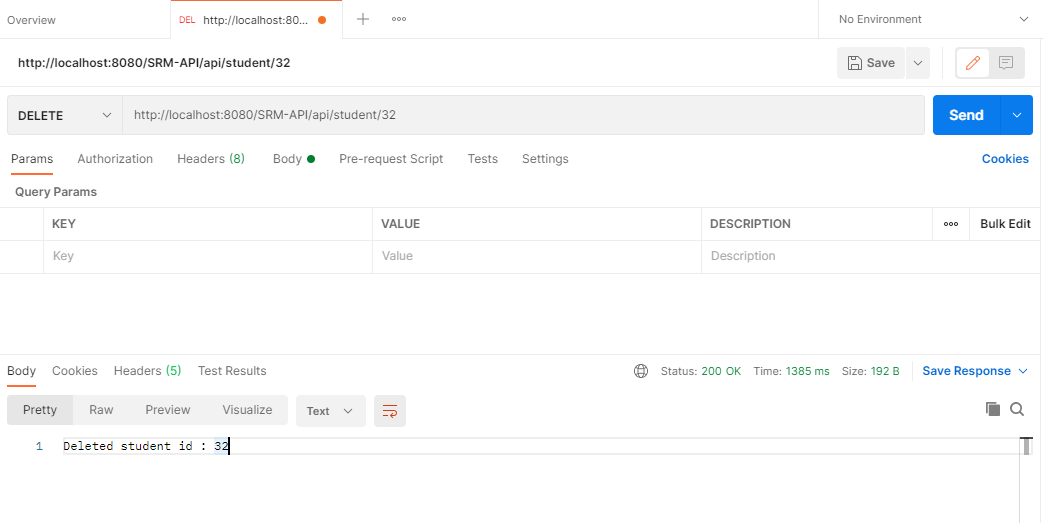 Overview
DEL http://localhost:80...
No Environment
http://localhost:8080/SRM-API/api/student/32
Save
DELETE
http://localhost:8080/SRM-API/api/student/32
Send
Params Authorization Headers (8) Body Pre-request Script Tests Settings Cookies
Query Params
KEY VALUE DESCRIPTION Bulk Edit
Key Value Description
Body Cookies Headers (5) Test Results Status: 200 OK Time: 1385 ms Size: 192 B Save Response
Pretty Raw Preview Visualize Text
1 Deleted student id : 32